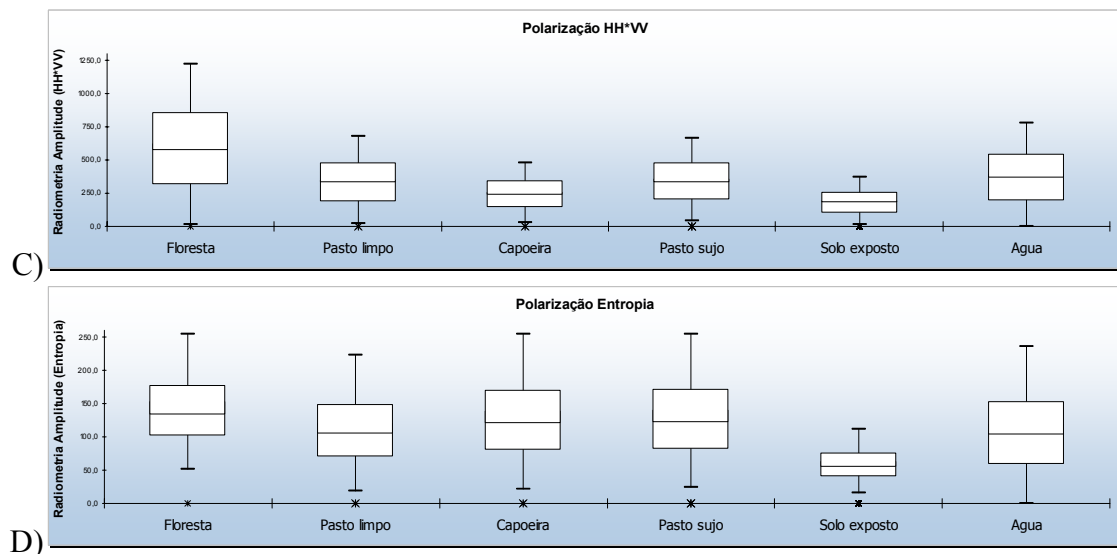 Polarização HH*VV
Radiometria Amplitude (HH*VV)
1250,0
1000,0
750,0
500,0
250,0
0,0
Floresta Pasto limpo Capoeira Pasto sujo Solo exposto Agua
C)
Polarização Entropia
Radiometria Amplitude (Entropia)
250,0
200,0
150,0
100,0
50,0
0,0
Floresta Pasto limpo Capoeira Pasto sujo Solo exposto Agua
D)